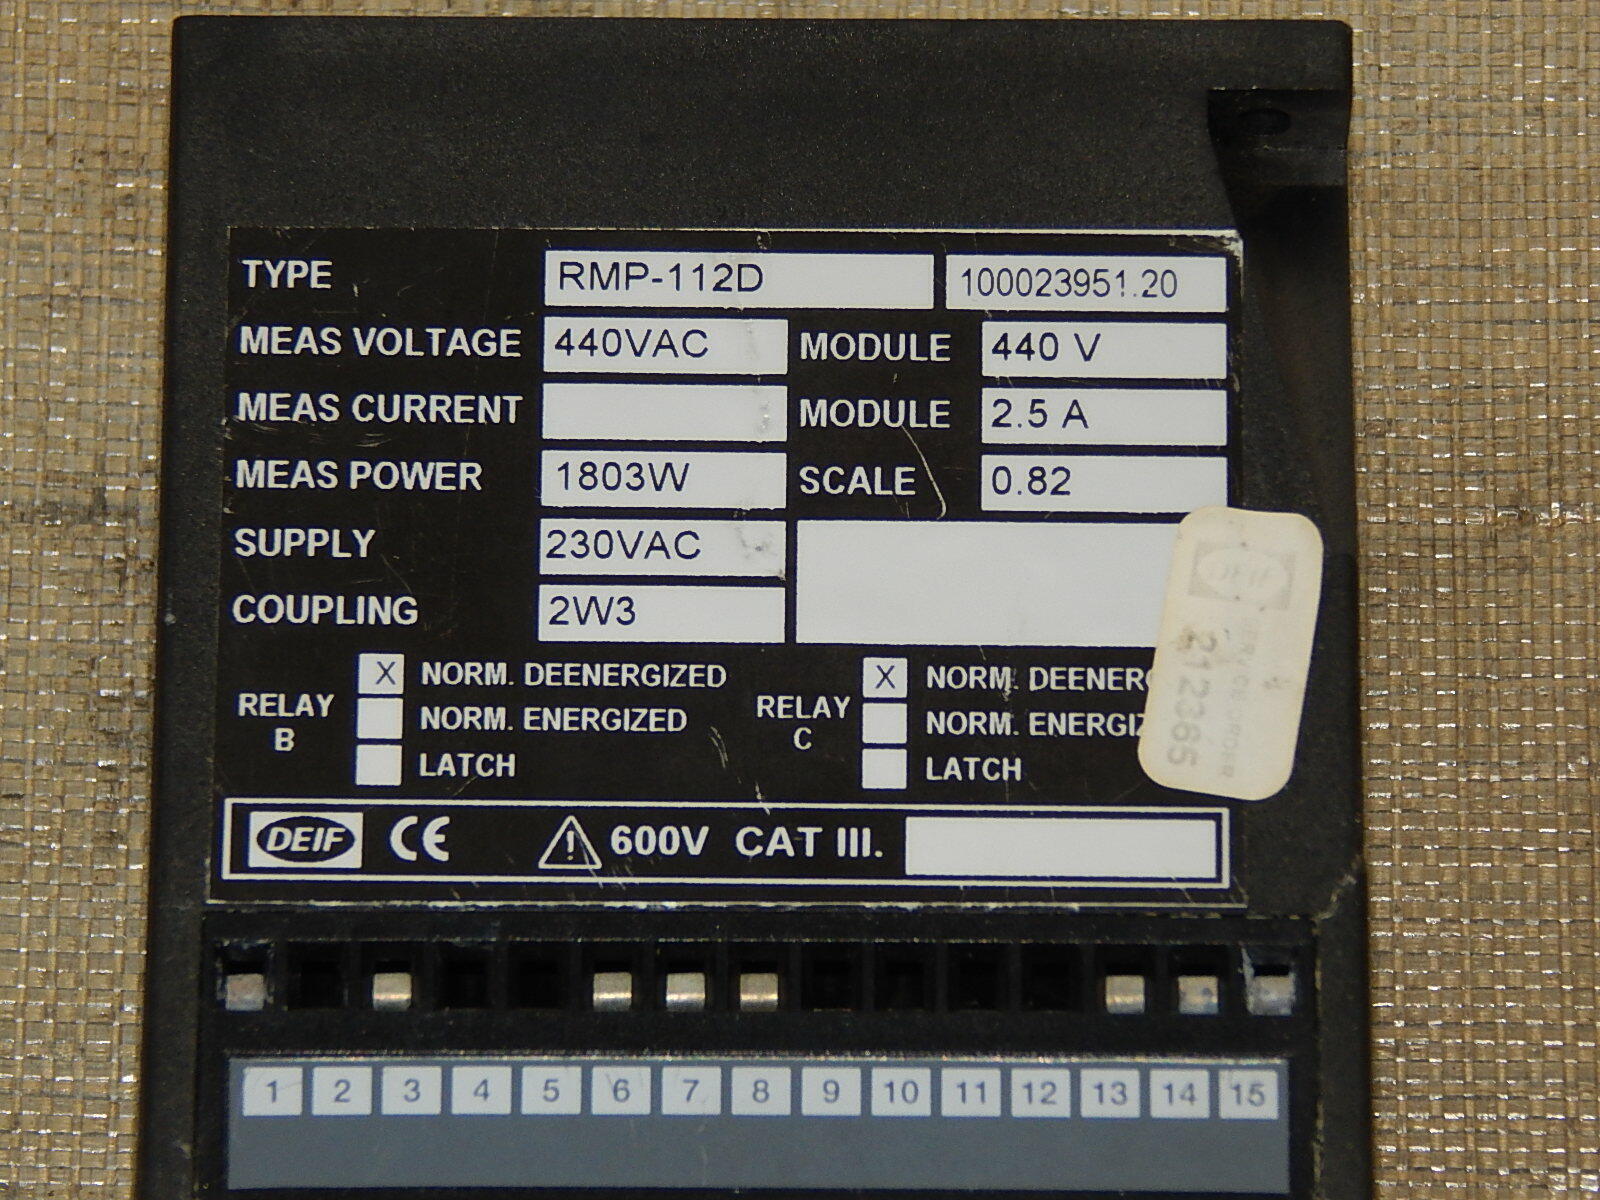 TYPE RMP-112D 100023951.20
MEAS VOLTAGE 440VAC MODULE 440 V
MEAS CURRENT MODULE 2.5 A
MEAS POWER 1803W SCALE 0.82
SUPPLY 230VAC
COUPLING 2W3
RELAY B
X NORM. DEENERGIZED
NORM. ENERGIZED
LATCH
RELAY C
X NORM. DEENERG
NORM. ENERGIZ
LATCH
DEIF
SERVICE ORDER
212365
DEIF CE 600V CAT III.
1 2 3 4 5 6 7 8 9 10 11 12 13 14 15